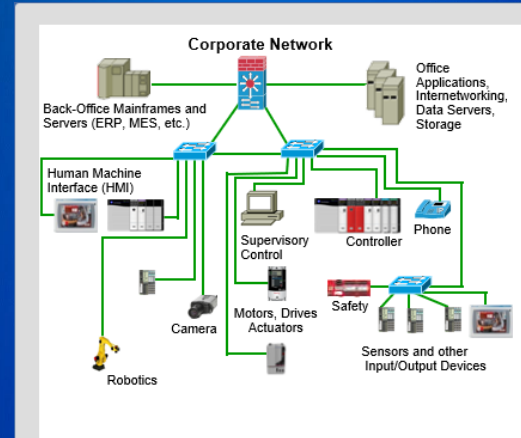 Corporate Network
Back-Office Mainframes and
Servers (ERP, MES, etc.)
Office
Applications,
Internetworking,
Data Servers,
Storage
Human Machine
Interface (HMI)
Supervisory
Control
Controller
Phone
Camera
Motors, Drives
Actuators
Safety
Robotics
Sensors and other
Input/Output Devices